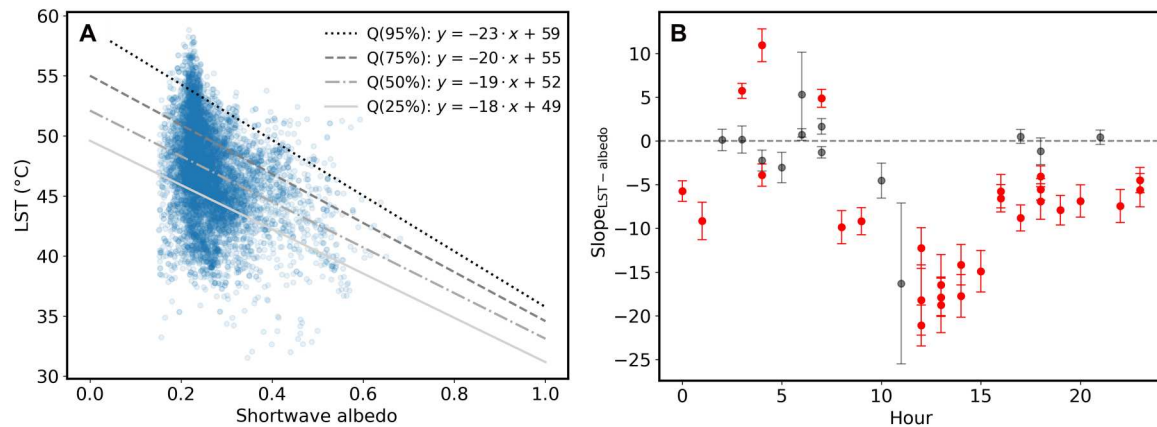 A
Q(95%): y = −23· x + 59
Q(75%): y = −20· x + 55
Q(50%): y = −19· x + 52
Q(25%): y = −18· x + 49
LST (°C)
60
55
50
45
40
35
30
0.0 0.2 0.4 0.6 0.8 1.0
Shortwave albedo
B
Slope LST − albedo
10
5
0
−5
−10
−15
−20
−25
0 5 10 15 20
Hour